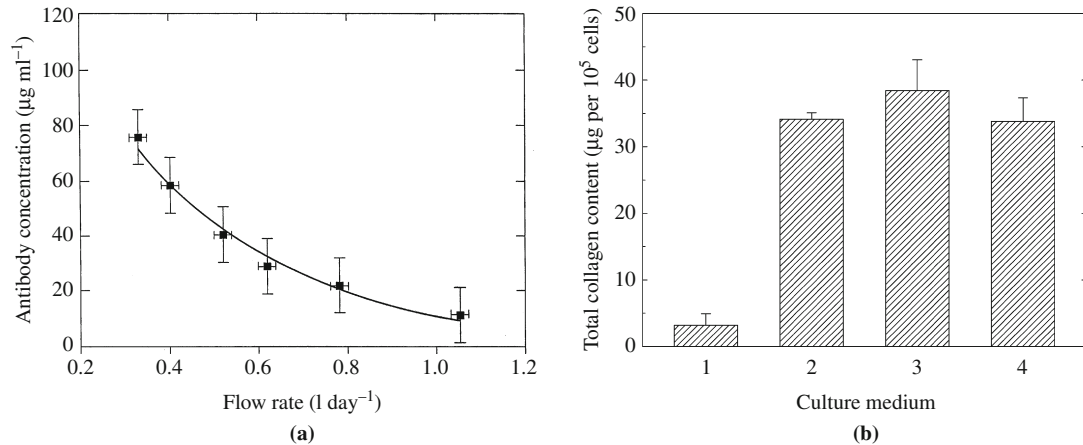 Antibody concentration (µg ml⁻¹)
120
100
80
60
40
20
0
0.2 0.4 0.6 0.8 1.0 1.2
Flow rate (l day⁻¹)
(a)
Total collagen content (µg per 10⁵ cells)
50
40
30
20
10
0
1 2 3 4
Culture medium
(b)